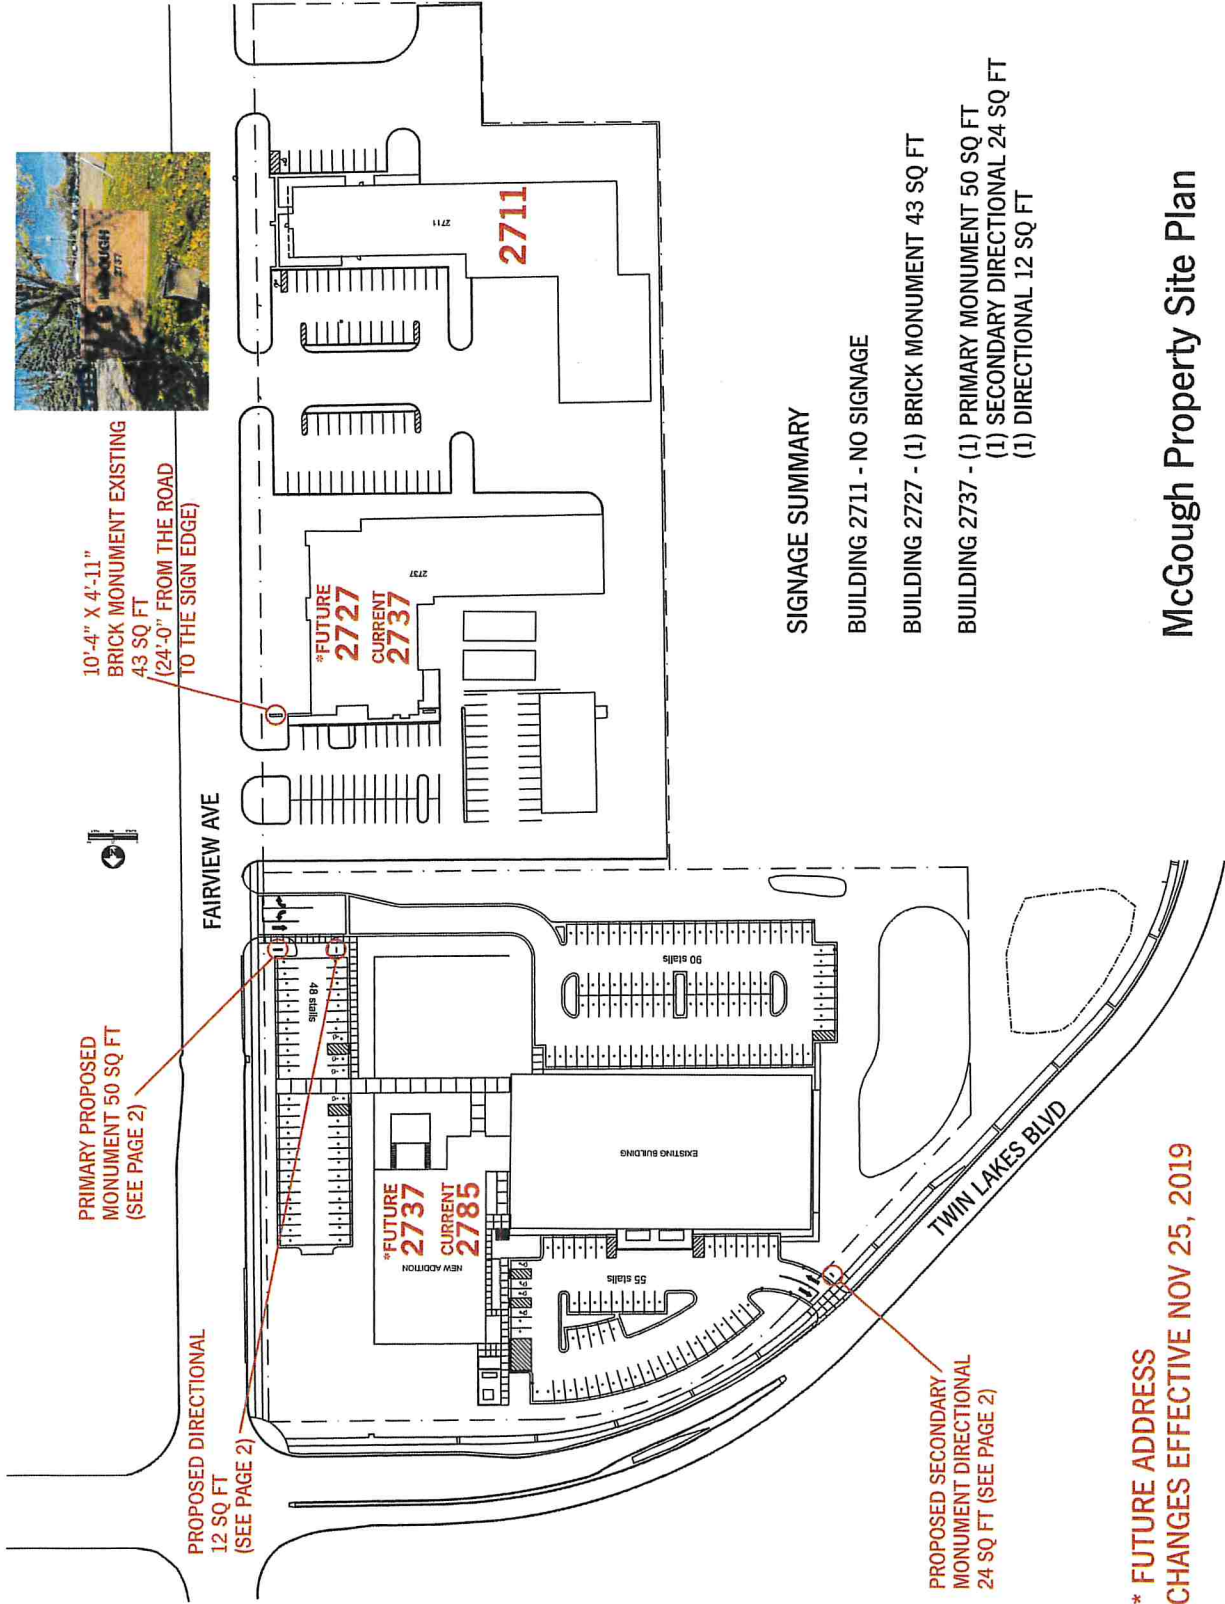 PROPOSED DIRECTIONAL
12 SQ FT
(SEE PAGE 2)
PRIMARY PROPOSED
MONUMENT 50 SQ FT
(SEE PAGE 2)
10'-4" X 4'-11"
BRICK MONUMENT EXISTING
43 SQ FT
(24'-0" FROM THE ROAD
TO THE SIGN EDGE)
McGOUGH
2737
FAIRVIEW AVE
N
48 stalls
*FUTURE
2737
CURRENT
2785
NEW ADDITION
EXISTING BUILDING
90 stalls
55 stalls
*FUTURE
2727
CURRENT
2737
2737
2711
2711
TWIN LAKES BLVD
PROPOSED SECONDARY
MONUMENT DIRECTIONAL
24 SQ FT (SEE PAGE 2)
SIGNAGE SUMMARY
BUILDING 2711 - NO SIGNAGE
BUILDING 2727 - (1) BRICK MONUMENT 43 SQ FT
BUILDING 2737 - (1) PRIMARY MONUMENT 50 SQ FT
(1) SECONDARY DIRECTIONAL 24 SQ FT
(1) DIRECTIONAL 12 SQ FT
* FUTURE ADDRESS
CHANGES EFFECTIVE NOV 25, 2019
McGough Property Site Plan